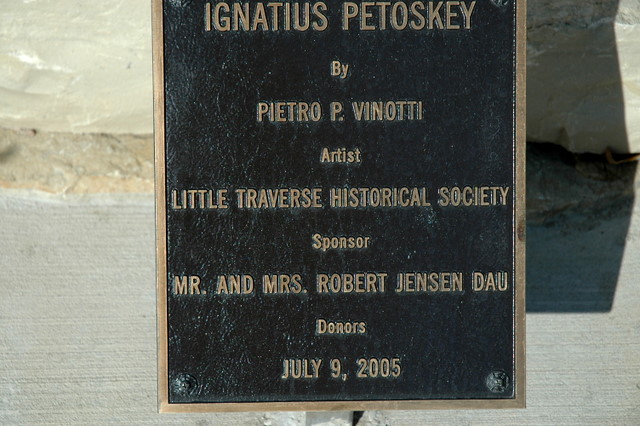 IGNATIUS PETOSKEY
By
PIETRO P. VINOTTI
Artist
LITTLE TRAVERSE HISTORICAL SOCIETY
Sponsor
MR. AND MRS. ROBERT JENSEN DAU
Donors
JULY 9, 2005